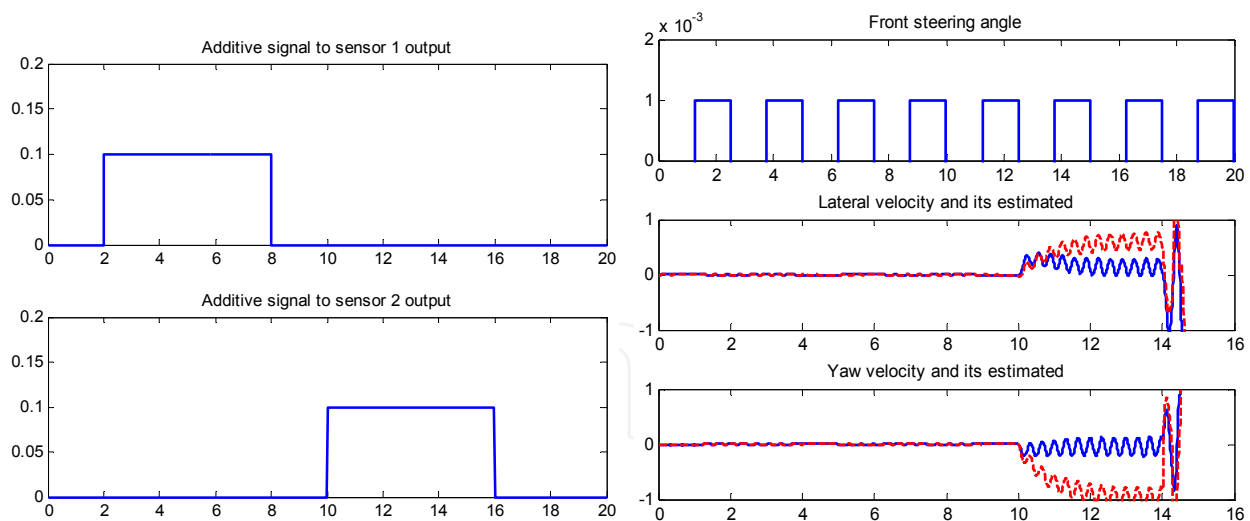 Additive signal to sensor 1 output
0.2
0.15
0.1
0.05
0
0 2 4 6 8 10 12 14 16 18 20
Additive signal to sensor 2 output
0.2
0.15
0.1
0.05
0
0 2 4 6 8 10 12 14 16 18 20
x 10^-3
Front steering angle
2
1
0
0 2 4 6 8 10 12 14 16 18 20
Lateral velocity and its estimated
1
0
-1
0 2 4 6 8 10 12 14 16
Yaw velocity and its estimated
1
0
-1
0 2 4 6 8 10 12 14 16